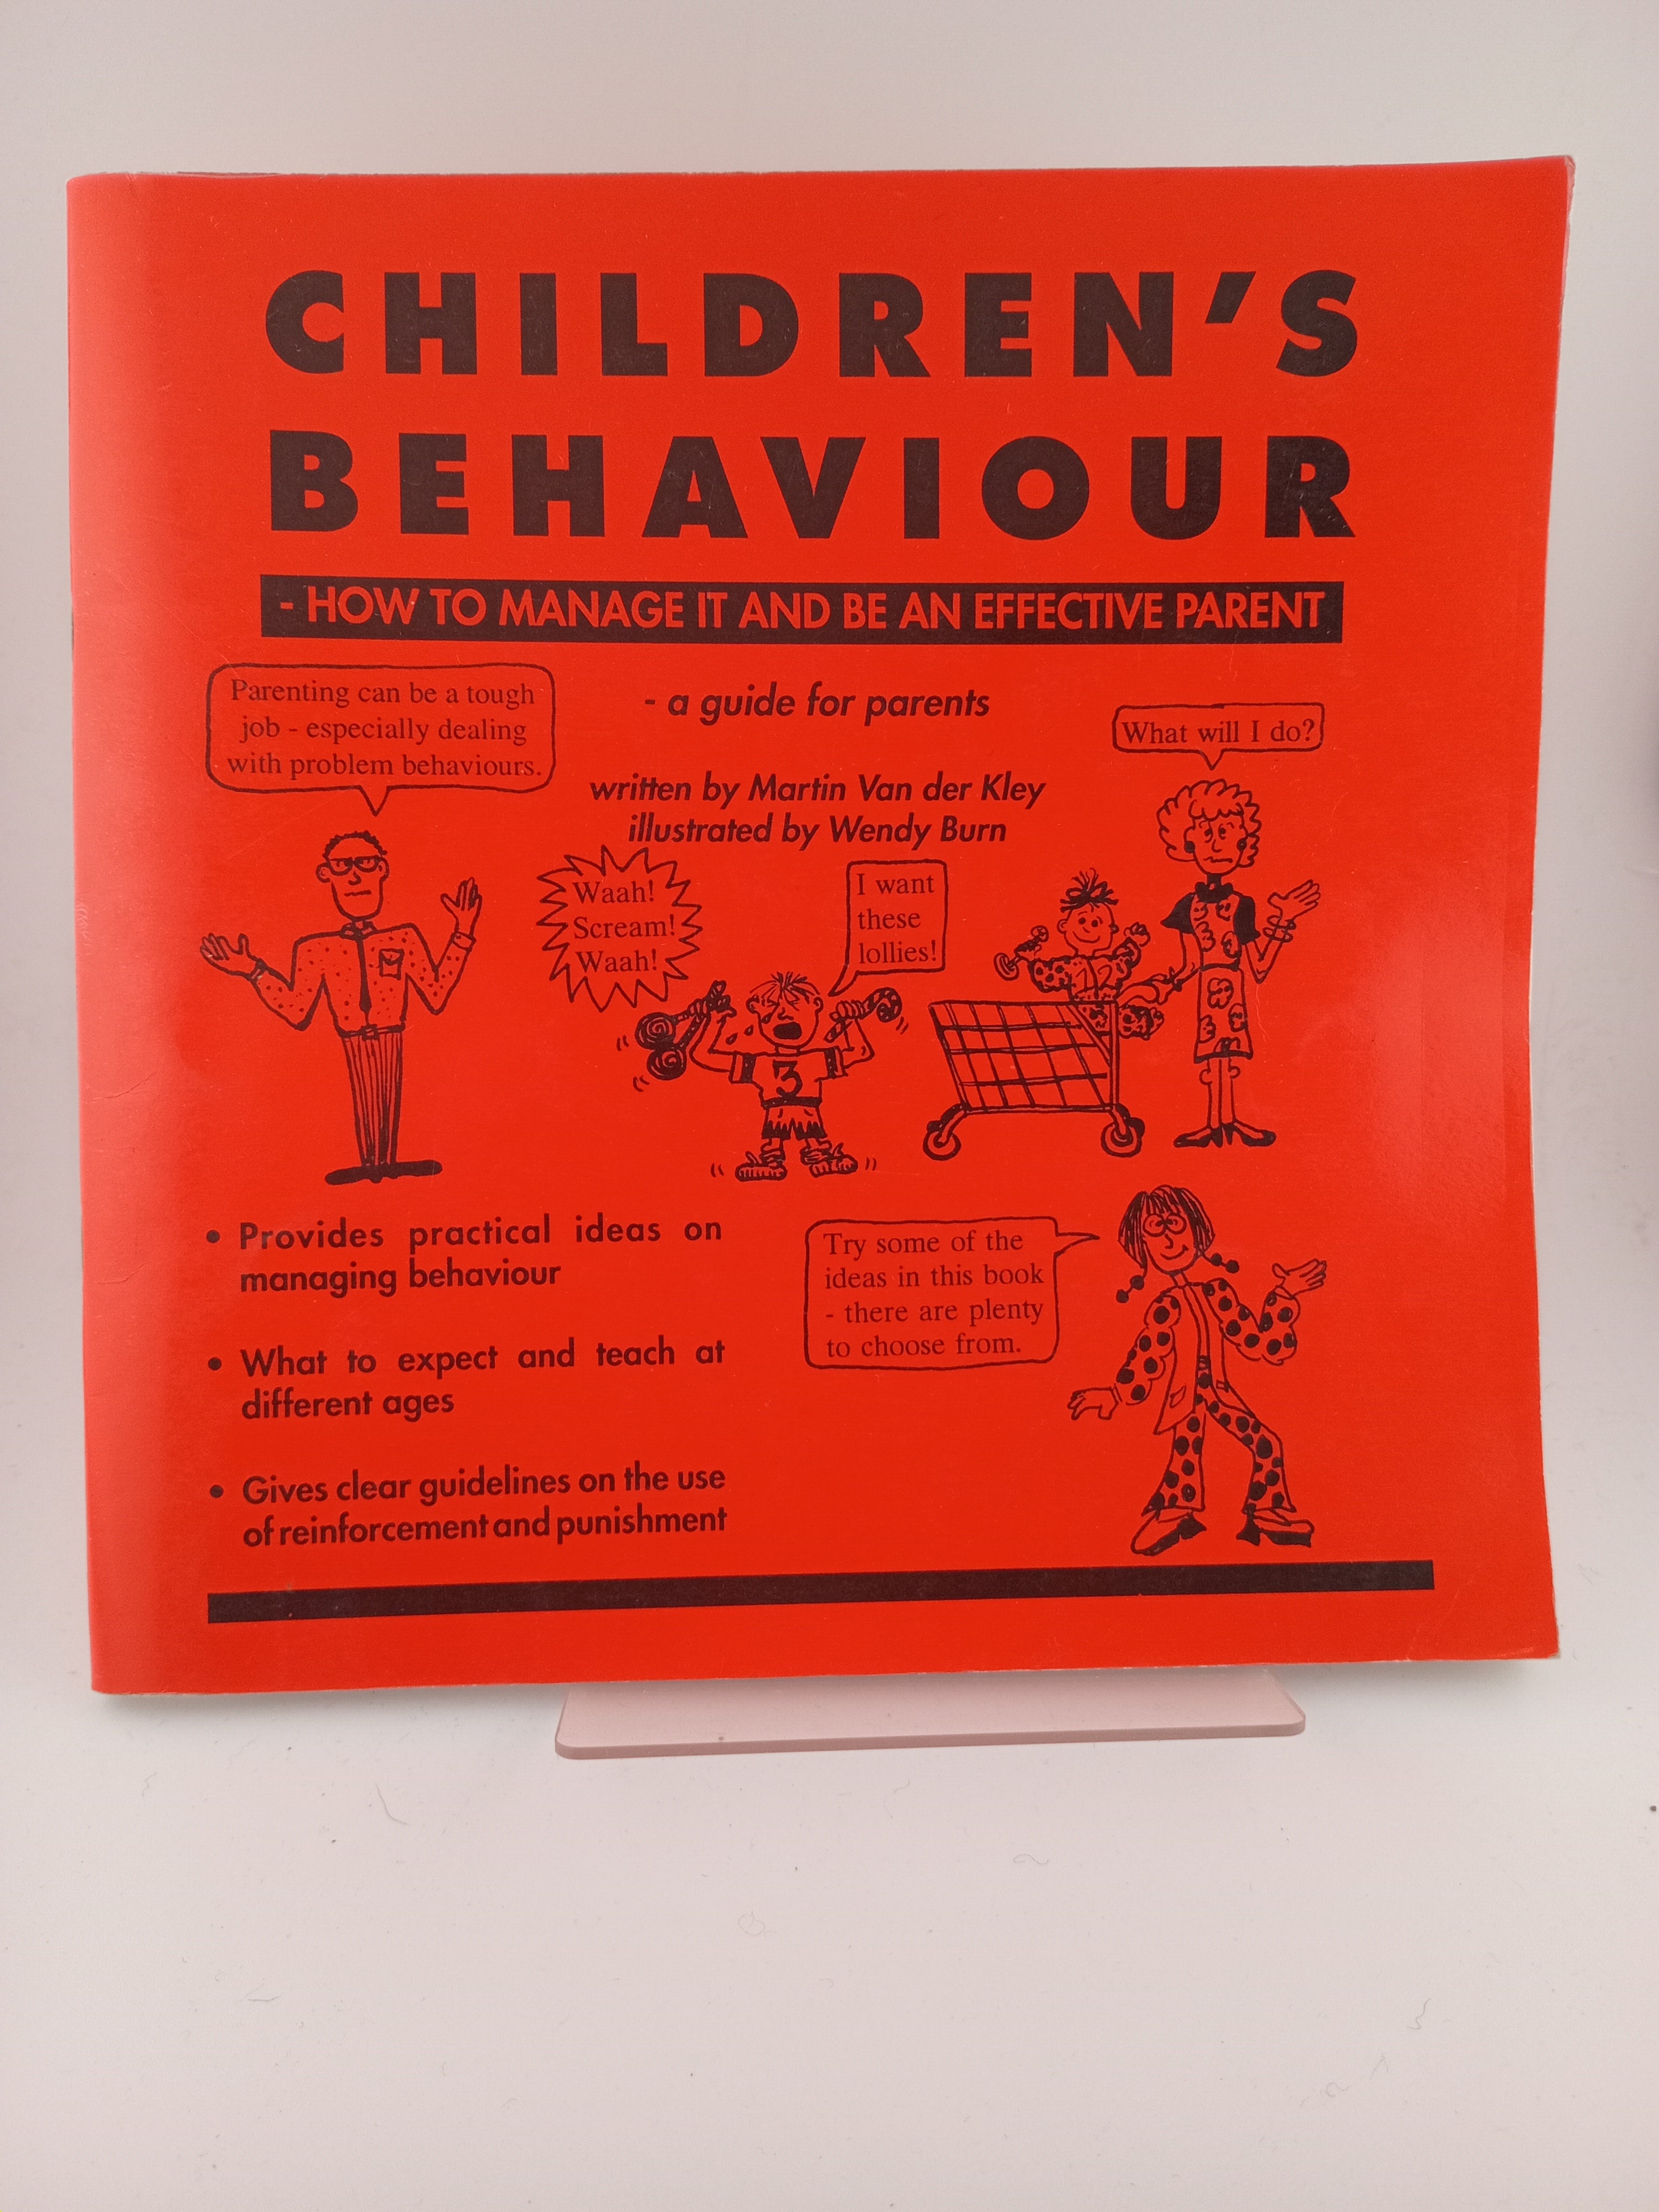 CHILDREN'S
BEHAVIOUR
- HOW TO MANAGE IT AND BE AN EFFECTIVE PARENT
- a guide for parents
written by Martin Van der Kley
illustrated by Wendy Burn
Parenting can be a tough
job - especially dealing
with problem behaviours.
Waah!
Scream!
Waah!
I want
these
lollies!
What will I do?
3
• Provides practical ideas on
managing behaviour
• What to expect and teach at
different ages
• Gives clear guidelines on the use
of reinforcement and punishment
Try some of the
ideas in this book
- there are plenty
to choose from.